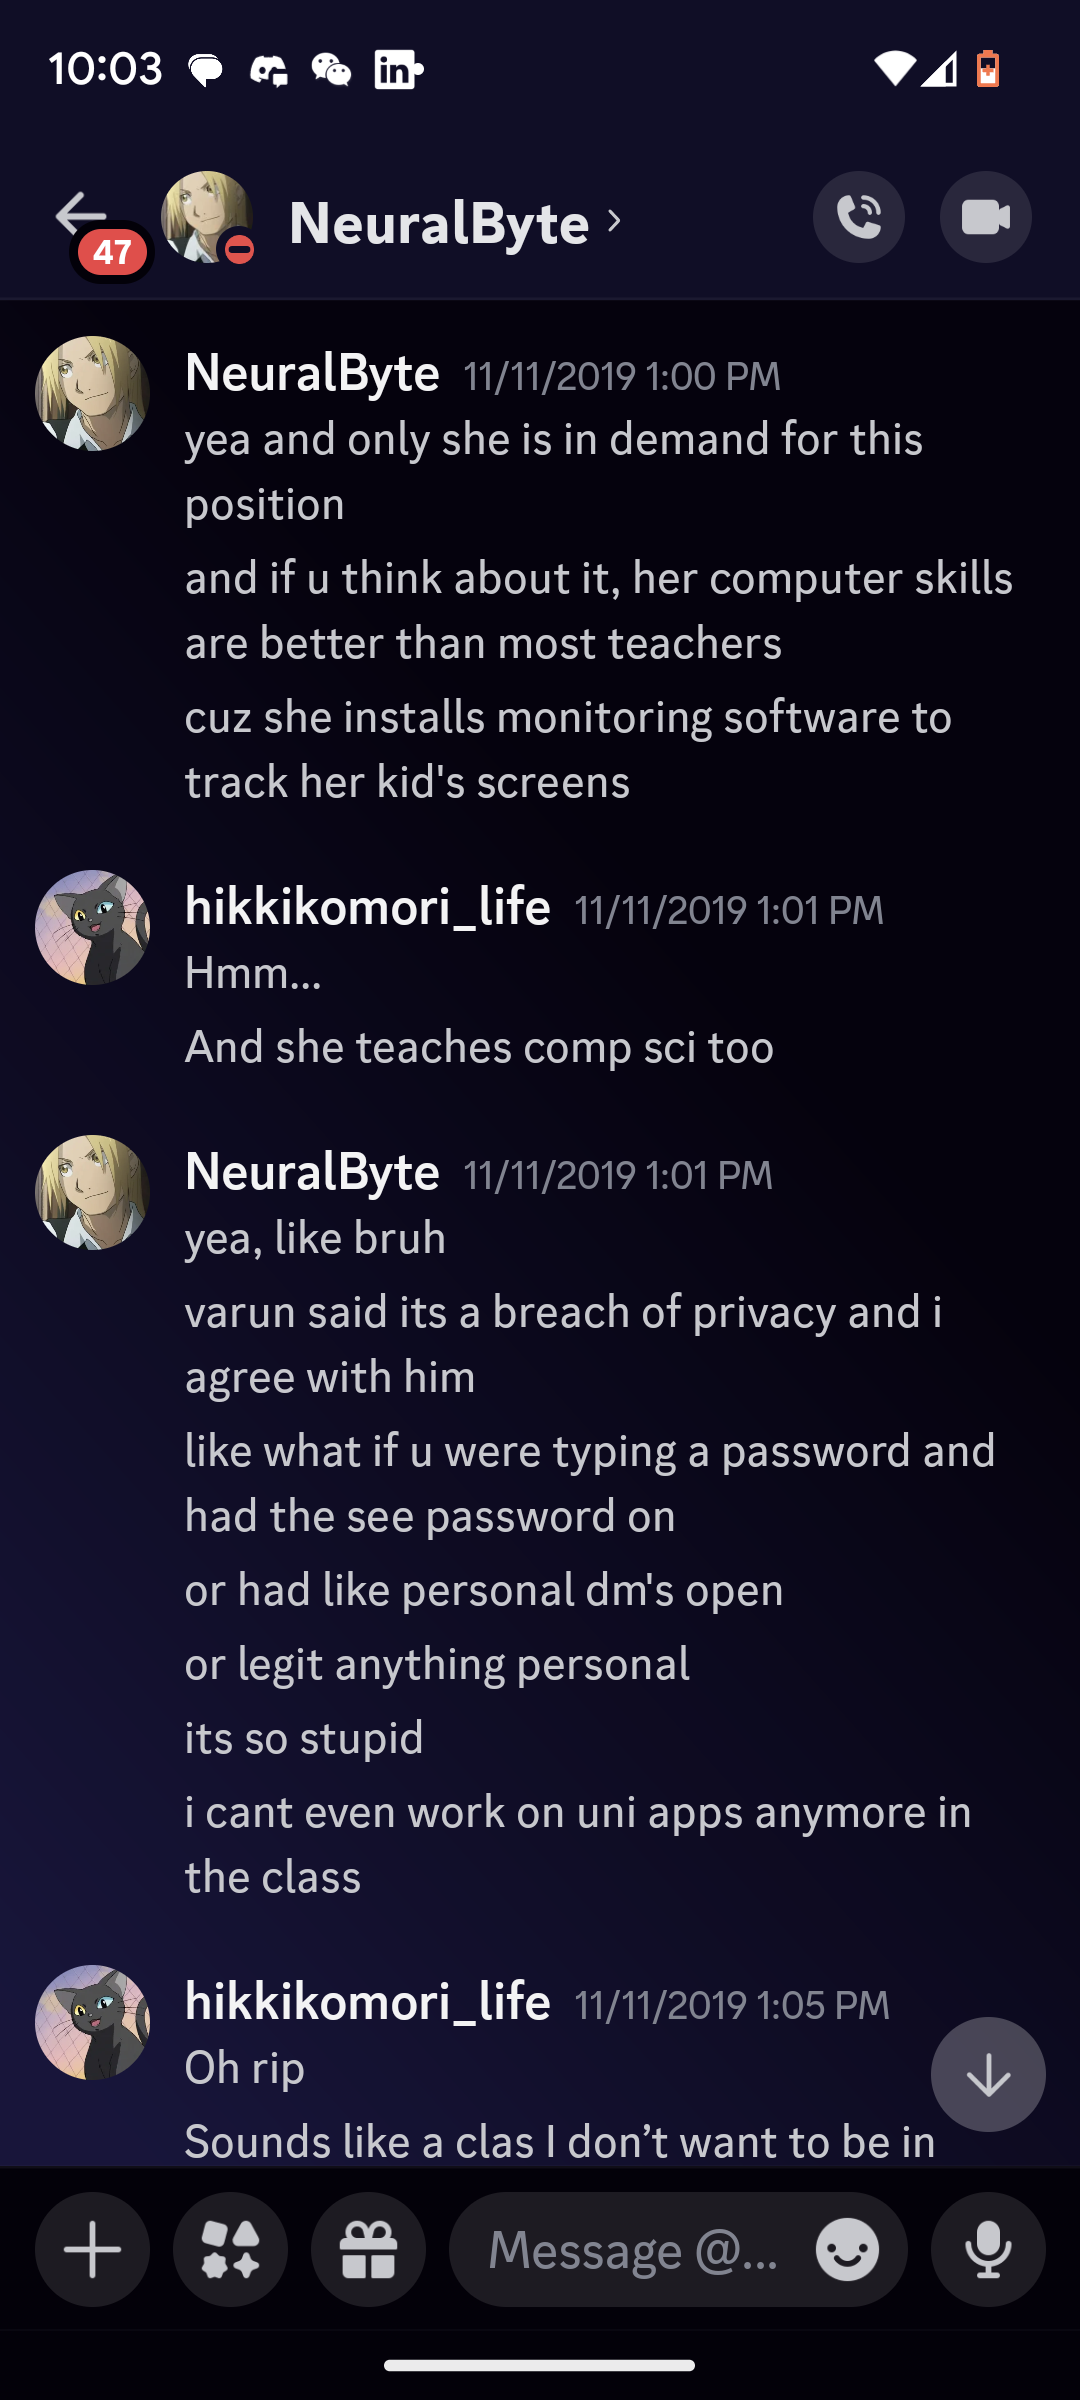 10:03
47
NeuralByte
NeuralByte 11/11/2019 1:00 PM
yea and only she is in demand for this
position
and if u think about it, her computer skills
are better than most teachers
cuz she installs monitoring software to
track her kid's screens
hikkikomori_life 11/11/2019 1:01 PM
Hmm...
And she teaches comp sci too
NeuralByte 11/11/2019 1:01 PM
yea, like bruh
varun said its a breach of privacy and i
agree with him
like what if u were typing a password and
had the see password on
or had like personal dm's open
or legit anything personal
its so stupid
i cant even work on uni apps anymore in
the class
hikkikomori_life 11/11/2019 1:05 PM
Oh rip
Sounds like a clas I don’t want to be in
Message @...